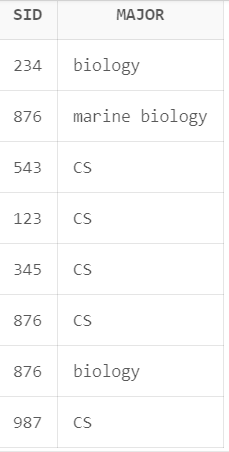 SID MAJOR
234 biology
876 marine biology
543 CS
123 CS
345 CS
876 CS
876 biology
987 CS